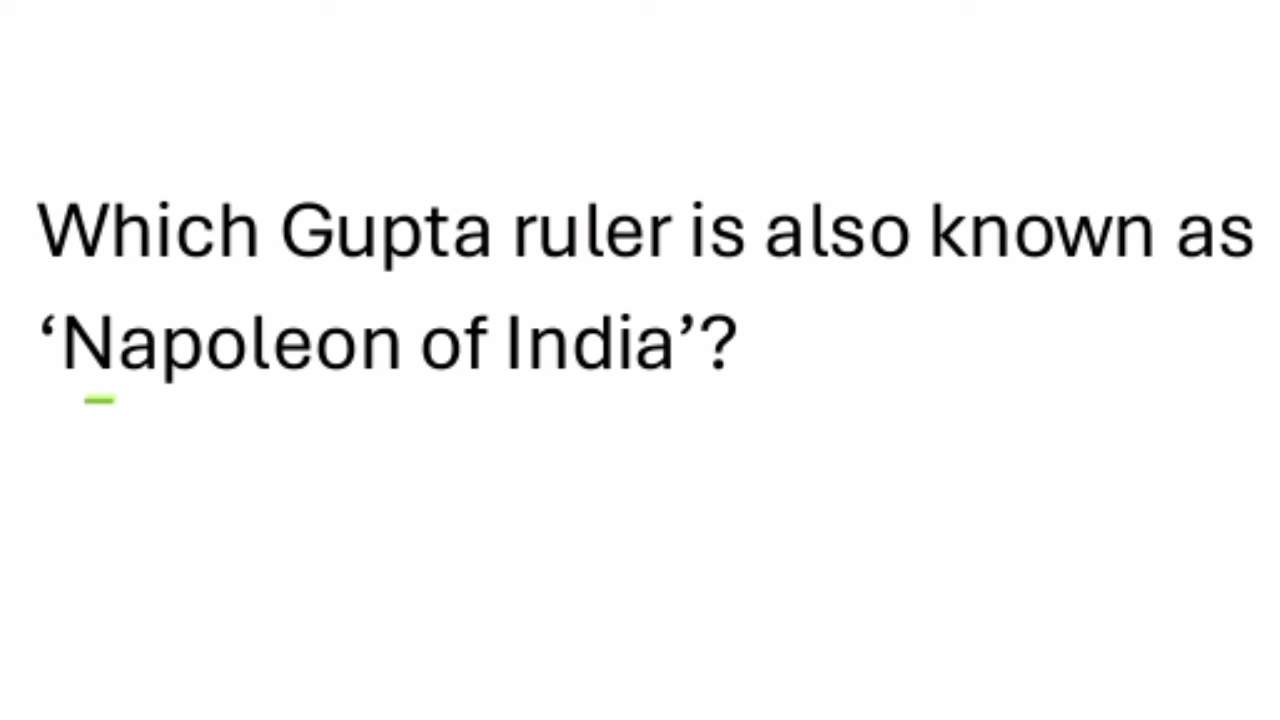 Which Gupta ruler is also known as
‘Napoleon of India’?